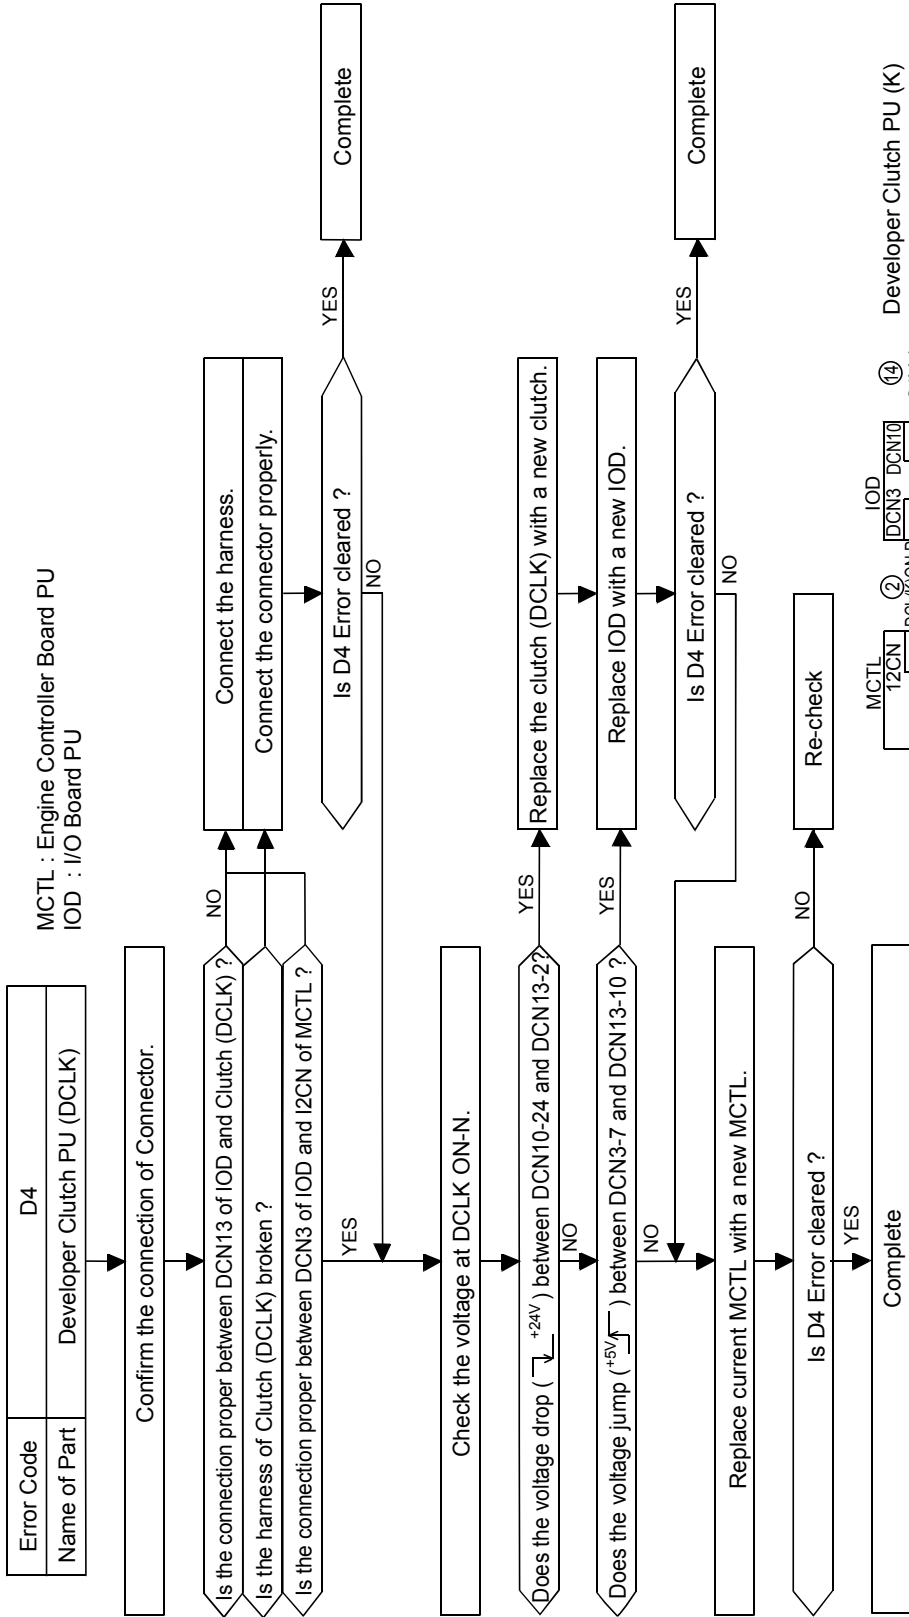 Error Code D4
Name of Part Developer Clutch PU (DCLK)
MCTL : Engine Controller Board PU
IOD : I/O Board PU
Confirm the connection of Connector.
Is the connection proper between DCN13 of IOD and Clutch (DCLK) ?
Is the harness of Clutch (DCLK) broken ?
Is the connection proper between DCN3 of IOD and I2CN of MCTL ?
NO
Connect the harness.
Connect the connector properly.
Is D4 Error cleared ?
YES
Complete
NO
YES
Check the voltage at DCLK ON-N.
Does the voltage drop ( +24V ) between DCN10-24 and DCN13-2?
YES
Replace the clutch (DCLK) with a new clutch.
NO
Does the voltage jump ( +5V ) between DCN3-7 and DCN13-10 ?
YES
Replace IOD with a new IOD.
Is D4 Error cleared ?
YES
Complete
NO
NO
Replace current MCTL with a new MCTL.
Is D4 Error cleared ?
NO
Re-check
YES
Complete
MCTL
12CN
2
IOD
DCN3 DCN10
14
Developer Clutch PU (K)